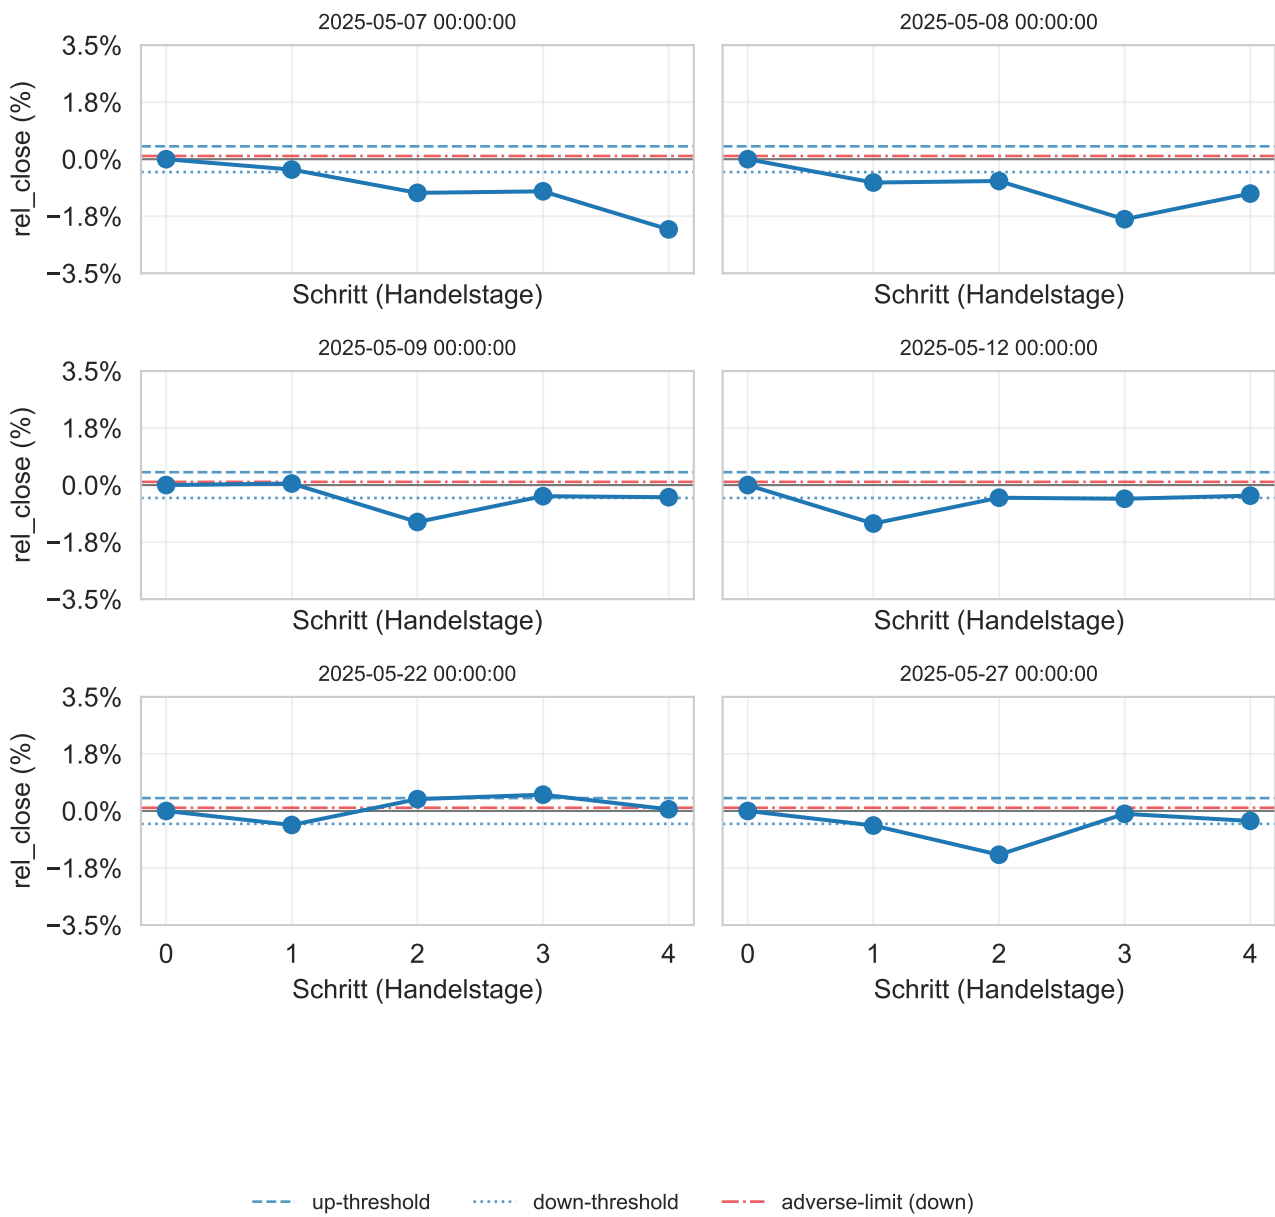 2025-05-07 00:00:00
2025-05-08 00:00:00
rel_close (%)
3.5%
1.8%
0.0%
−1.8%
−3.5%
Schritt (Handelstage)
Schritt (Handelstage)
2025-05-09 00:00:00
2025-05-12 00:00:00
rel_close (%)
3.5%
1.8%
0.0%
−1.8%
−3.5%
Schritt (Handelstage)
Schritt (Handelstage)
2025-05-22 00:00:00
2025-05-27 00:00:00
rel_close (%)
3.5%
1.8%
0.0%
−1.8%
−3.5%
0 1 2 3 4
0 1 2 3 4
Schritt (Handelstage)
Schritt (Handelstage)
up-threshold
down-threshold
adverse-limit (down)